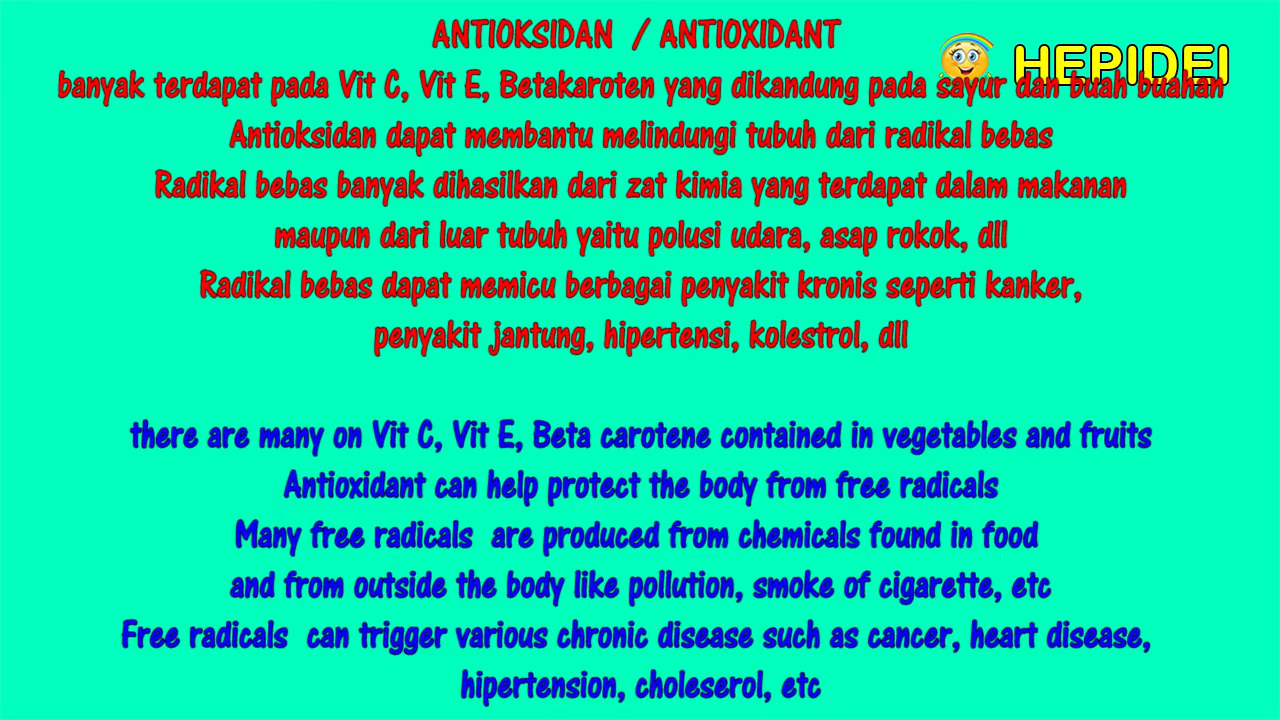 ANTIOKSIDAN / ANTIOXIDANT
HEPIDEI
banyak terdapat pada Vit C, Vit E, Betakaroten yang dikandung pada sayur dan buah buahan
Antioksidan dapat membantu melindungi tubuh dari radikal bebas
Radikal bebas banyak dihasilkan dari zat kimia yang terdapat dalam makanan
maupun dari luar tubuh yaitu polusi udara, asap rokok, dll
Radikal bebas dapat memicu berbagai penyakit kronis seperti kanker,
penyakit jantung, hipertensi, kolestrol, dll
there are many on Vit C, Vit E, Beta carotene contained in vegetables and fruits
Antioxidant can help protect the body from free radicals
Many free radicals are produced from chemicals found in food
and from outside the body like pollution, smoke of cigarette, etc
Free radicals can trigger various chronic disease such as cancer, heart disease,
hipertension, choleserol, etc